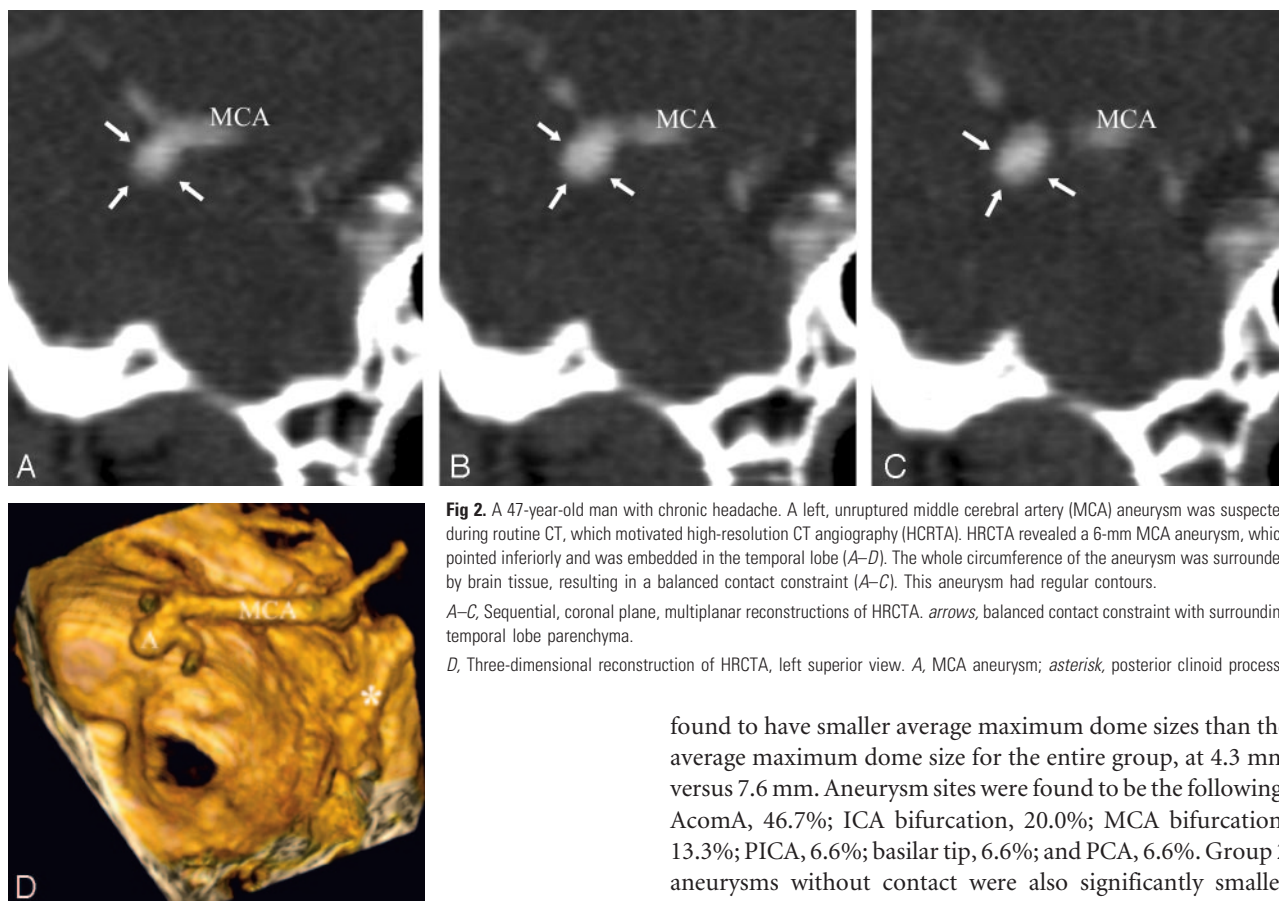 MCA
MCA
MCA
A
B
C
MCA
A
*
D
Fig 2. A 47-year-old man with chronic headache. A left, unruptured middle cerebral artery (MCA) aneurysm was suspecte
during routine CT, which motivated high-resolution CT angiography (HCRTA). HRCTA revealed a 6-mm MCA aneurysm, whic
pointed inferiorly and was embedded in the temporal lobe (A–D). The whole circumference of the aneurysm was surrounde
by brain tissue, resulting in a balanced contact constraint (A–C). This aneurysm had regular contours.
A–C, Sequential, coronal plane, multiplanar reconstructions of HRCTA. arrows, balanced contact constraint with surroundin
temporal lobe parenchyma.
D, Three-dimensional reconstruction of HRCTA, left superior view. A, MCA aneurysm; asterisk, posterior clinoid process
found to have smaller average maximum dome sizes than the
average maximum dome size for the entire group, at 4.3 mm
versus 7.6 mm. Aneurysm sites were found to be the following
AcomA, 46.7%; ICA bifurcation, 20.0%; MCA bifurcation
13.3%; PICA, 6.6%; basilar tip, 6.6%; and PCA, 6.6%. Group
aneurysms without contact were also significantly smalle